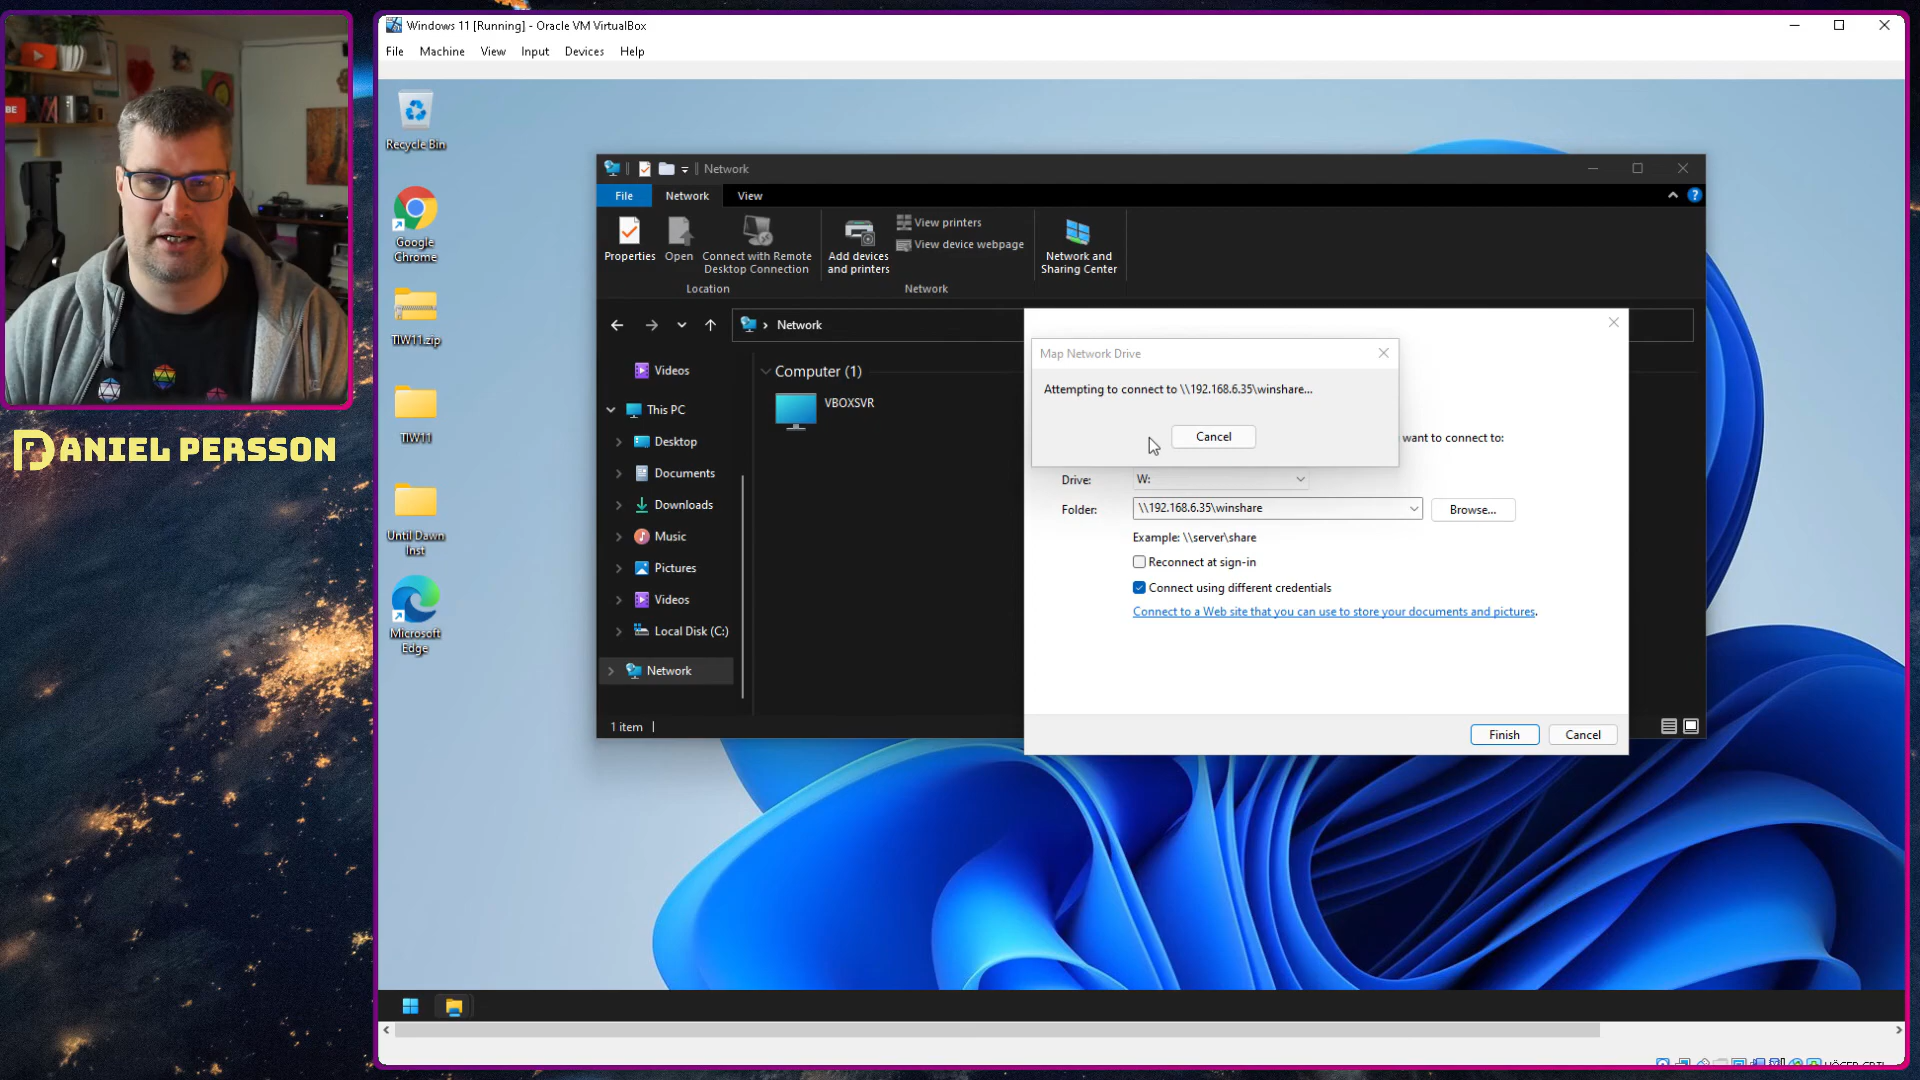 Windows 11 [Running] - Oracle VM VirtualBox
File Machine View Input Devices Help
Recycle Bin
Google
Chrome
TIW11.zip
TIW11
Until Dawn
Inst
Microsoft
Edge
DANIEL PERSSON
Network
File Network View
Properties
Open
Connect with Remote
Desktop Connection
Location
Add devices
and printers
View printers
View device webpage
Network
Network and
Sharing Center
Network
Videos
This PC
Desktop
Documents
Downloads
Music
Pictures
Videos
Local Disk (C:)
Network
Computer (1)
VBOXSVR
1 item
Map Network Drive
Attempting to connect to \\192.168.6.35\winshare...
Cancel
want to connect to:
Drive: W:
Folder: \\192.168.6.35\winshare Browse...
Example: \\server\share
Reconnect at sign-in
Connect using different credentials
Connect to a Web site that you can use to store your documents and pictures.
Finish Cancel